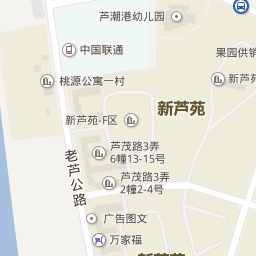 芦潮港幼儿园
中国联通
果园供销
桃源公寓一村
新芦苑
新芦苑
新芦苑-F区
芦茂路3弄
6幢13-15号
老芦公路
芦茂路3弄
2幢2-4号
广告图文
万家福